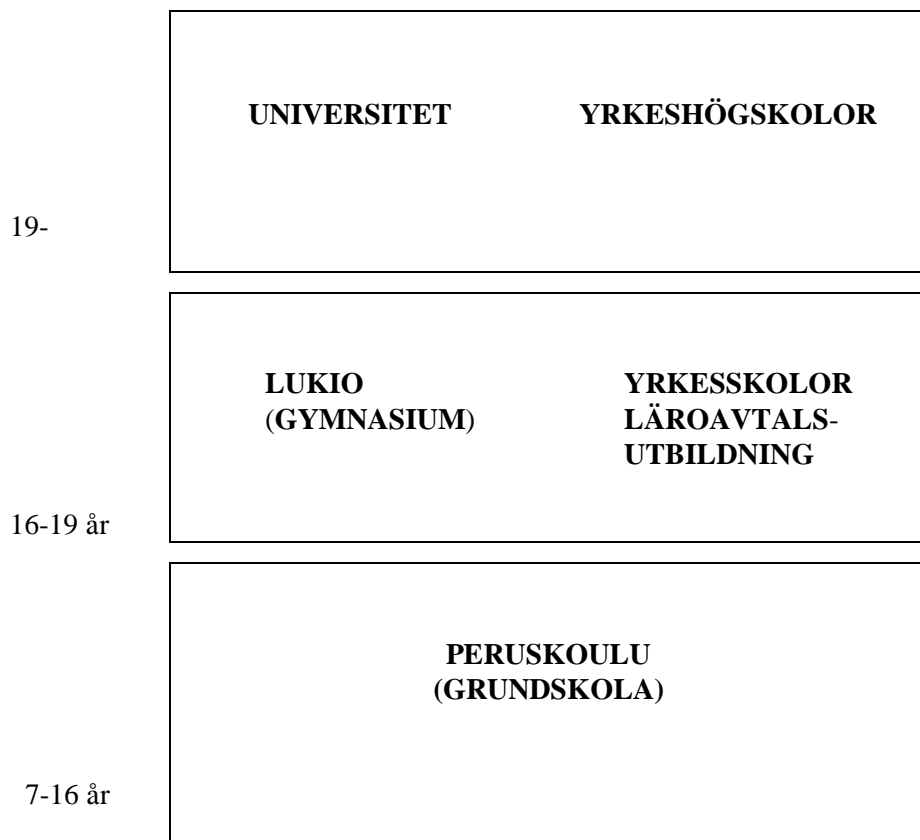 UNIVERSITET YRKESHÖGSKOLOR
19-
LUKIO YRKESSKOLOR
(GYMNASIUM) LÄROAVTALS-
UTBILDNING
16-19 år
PERUSKOULU
(GRUNDSKOLA)
7-16 år